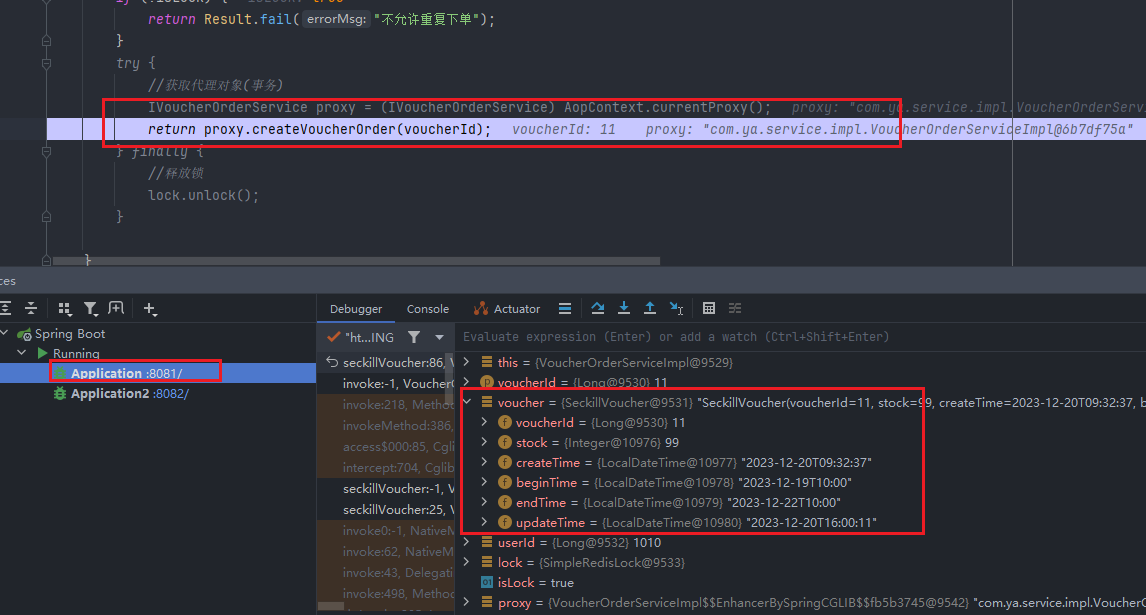 return Result.fail( errorMsg: "不允许重复下单");
}
try {
//获取代理对象(事务)
IVoucherOrderService proxy = (IVoucherOrderService) AopContext.currentProxy(); proxy: "com.ya.service.impl.VoucherOrderServi
return proxy.createVoucherOrder(voucherId); voucherId: 11 proxy: "com.ya.service.impl.VoucherOrderServiceImpl@6b7df75a"
} finally {
//释放锁
lock.unlock();
}
}
ces
Debugger Console Actuator
Spring Boot
Running
Application :8081/
Application2 :8082/
"ht...ING
Evaluate expression (Enter) or add a watch (Ctrl+Shift+Enter)
seckillVoucher:86, V
invoke:-1, Voucher
invoke:218, Method
invokeMethod:386,
access$000:85, Cgli
intercept:704, Cglib
seckillVoucher:-1, V
seckillVoucher:25, V
invoke0:-1, NativeM
invoke:62, NativeM
invoke:43, Delegati
invoke:498, Method
this = {VoucherOrderServiceImpl@9529}
voucherId = {Long@9530} 11
voucher = {SeckillVoucher@9531} "SeckillVoucher(voucherId=11, stock=99, createTime=2023-12-20T09:32:37, b
voucherId = {Long@9530} 11
stock = {Integer@10976} 99
createTime = {LocalDateTime@10977} "2023-12-20T09:32:37"
beginTime = {LocalDateTime@10978} "2023-12-19T10:00"
endTime = {LocalDateTime@10979} "2023-12-22T10:00"
updateTime = {LocalDateTime@10980} "2023-12-20T16:00:11"
userId = {Long@9532} 1010
lock = {SimpleRedisLock@9533}
isLock = true
proxy = {VoucherOrderServiceImpl$$EnhancerBySpringCGLIB$$fb5b3745@9542} "com.ya.service.impl.Voucher